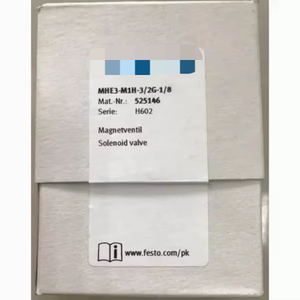 MHE3-M1H-3/2G-1/8
Mat.-Nr.: 525146
Serie: H602
Magnetventil
Solenoid valve
www.festo.com/pk